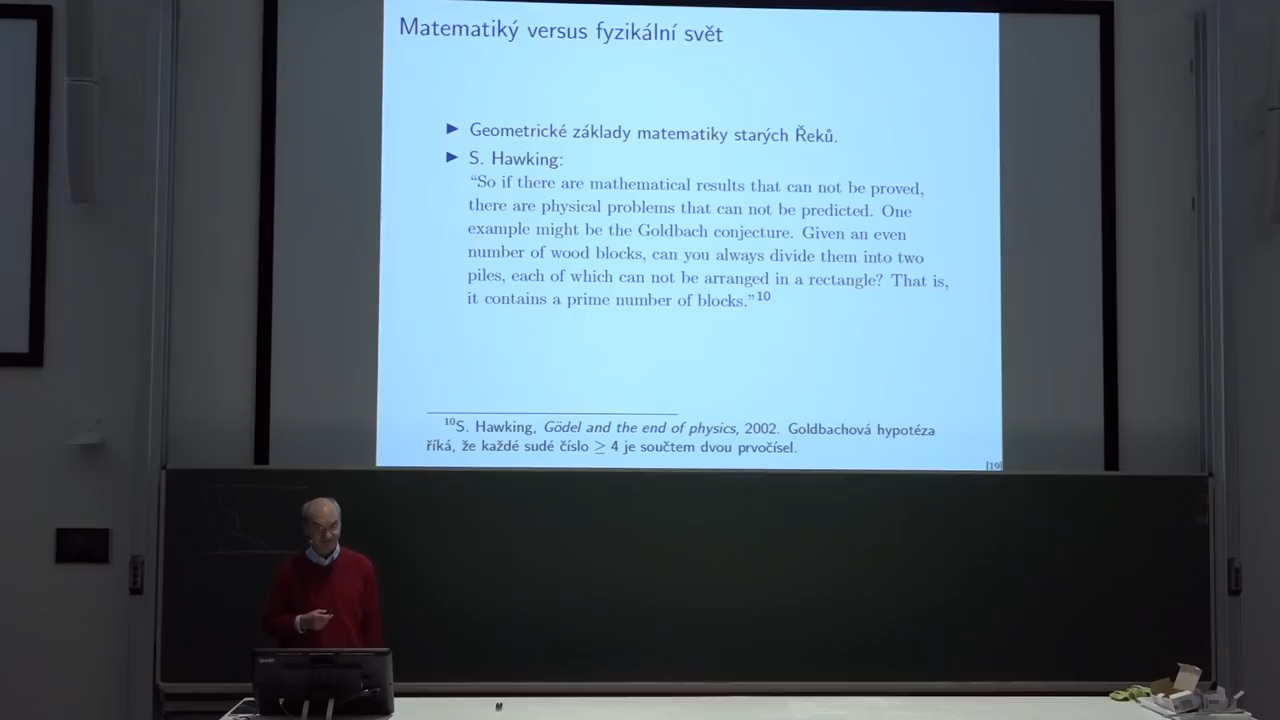 Matematiký versus fyzikální svět
▶ Geometrické základy matematiky starých Řeků.
▶ S. Hawking:
“So if there are mathematical results that can not be proved,
there are physical problems that can not be predicted. One
example might be the Goldbach conjecture. Given an even
number of wood blocks, can you always divide them into two
piles, each of which can not be arranged in a rectangle? That is,
it contains a prime number of blocks.”10
10S. Hawking, Gödel and the end of physics, 2002. Goldbachová hypotéza
říká, že každé sudé číslo ≥ 4 je součtem dvou prvočísel.
[19]